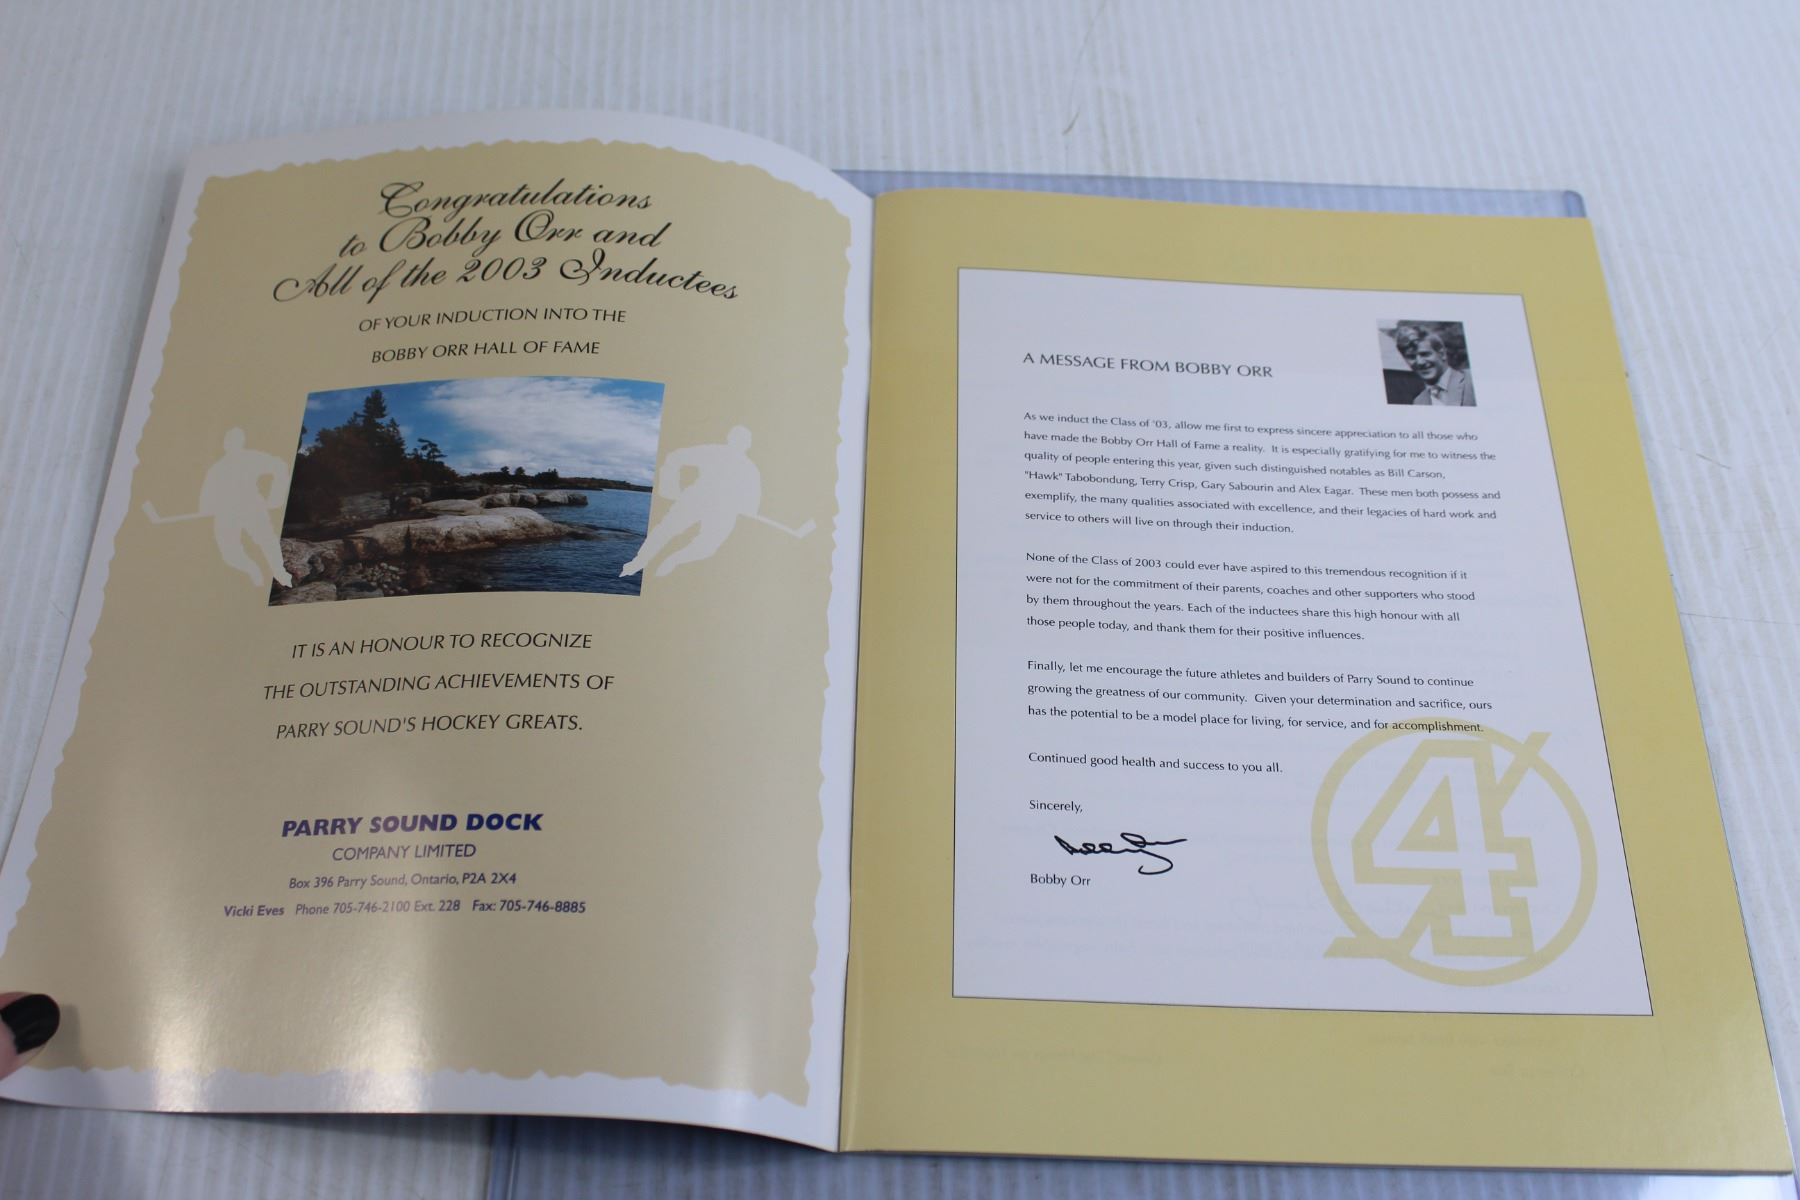 Congratulations
to Bobby Orr and
All of the 2003 Inductees
OF YOUR INDUCTION INTO THE
BOBBY ORR HALL OF FAME
IT IS AN HONOUR TO RECOGNIZE
THE OUTSTANDING ACHIEVEMENTS OF
PARRY SOUND'S HOCKEY GREATS.
PARRY SOUND DOCK
COMPANY LIMITED
Box 396 Parry Sound, Ontario, P2A 2X4
Vicki Eves Phone 705-746-2100 Ext. 228 Fax: 705-746-8885
A MESSAGE FROM BOBBY ORR
As we induct the Class of '03, allow me first to express sincere appreciation to all those who
have made the Bobby Orr Hall of Fame a reality. It is especially gratifying for me to witness the
quality of people entering this year, given such distinguished notables as Bill Carson,
"Hawk" Tabobondung, Terry Crisp, Gary Sabourin and Alex Eagar. These men both possess and
exemplify, the many qualities associated with excellence, and their legacies of hard work and
service to others will live on through their induction.
None of the Class of 2003 could ever have aspired to this tremendous recognition if it
were not for the commitment of their parents, coaches and other supporters who stood
by them throughout the years. Each of the inductees share this high honour with all
those people today, and thank them for their positive influences.
Finally, let me encourage the future athletes and builders of Parry Sound to continue
growing the greatness of our community. Given your determination and sacrifice, ours
has the potential to be a model place for living, for service, and for accomplishment.
Continued good health and success to you all.
Sincerely,
Bobby Orr
4